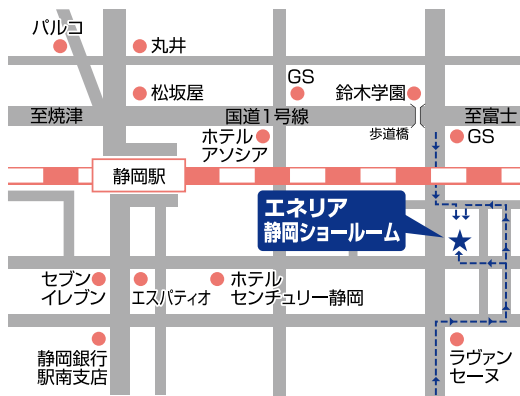 パルコ
丸井
松坂屋
GS
鈴木学園
至焼津
国道1号線
至富士
歩道橋
GS
ホテル
アソシア
静岡駅
エネリア
静岡ショールーム
セブン
イレブン
エスパティオ
ホテル
センチュリー静岡
静岡銀行
駅南支店
ラヴァン
セーヌ